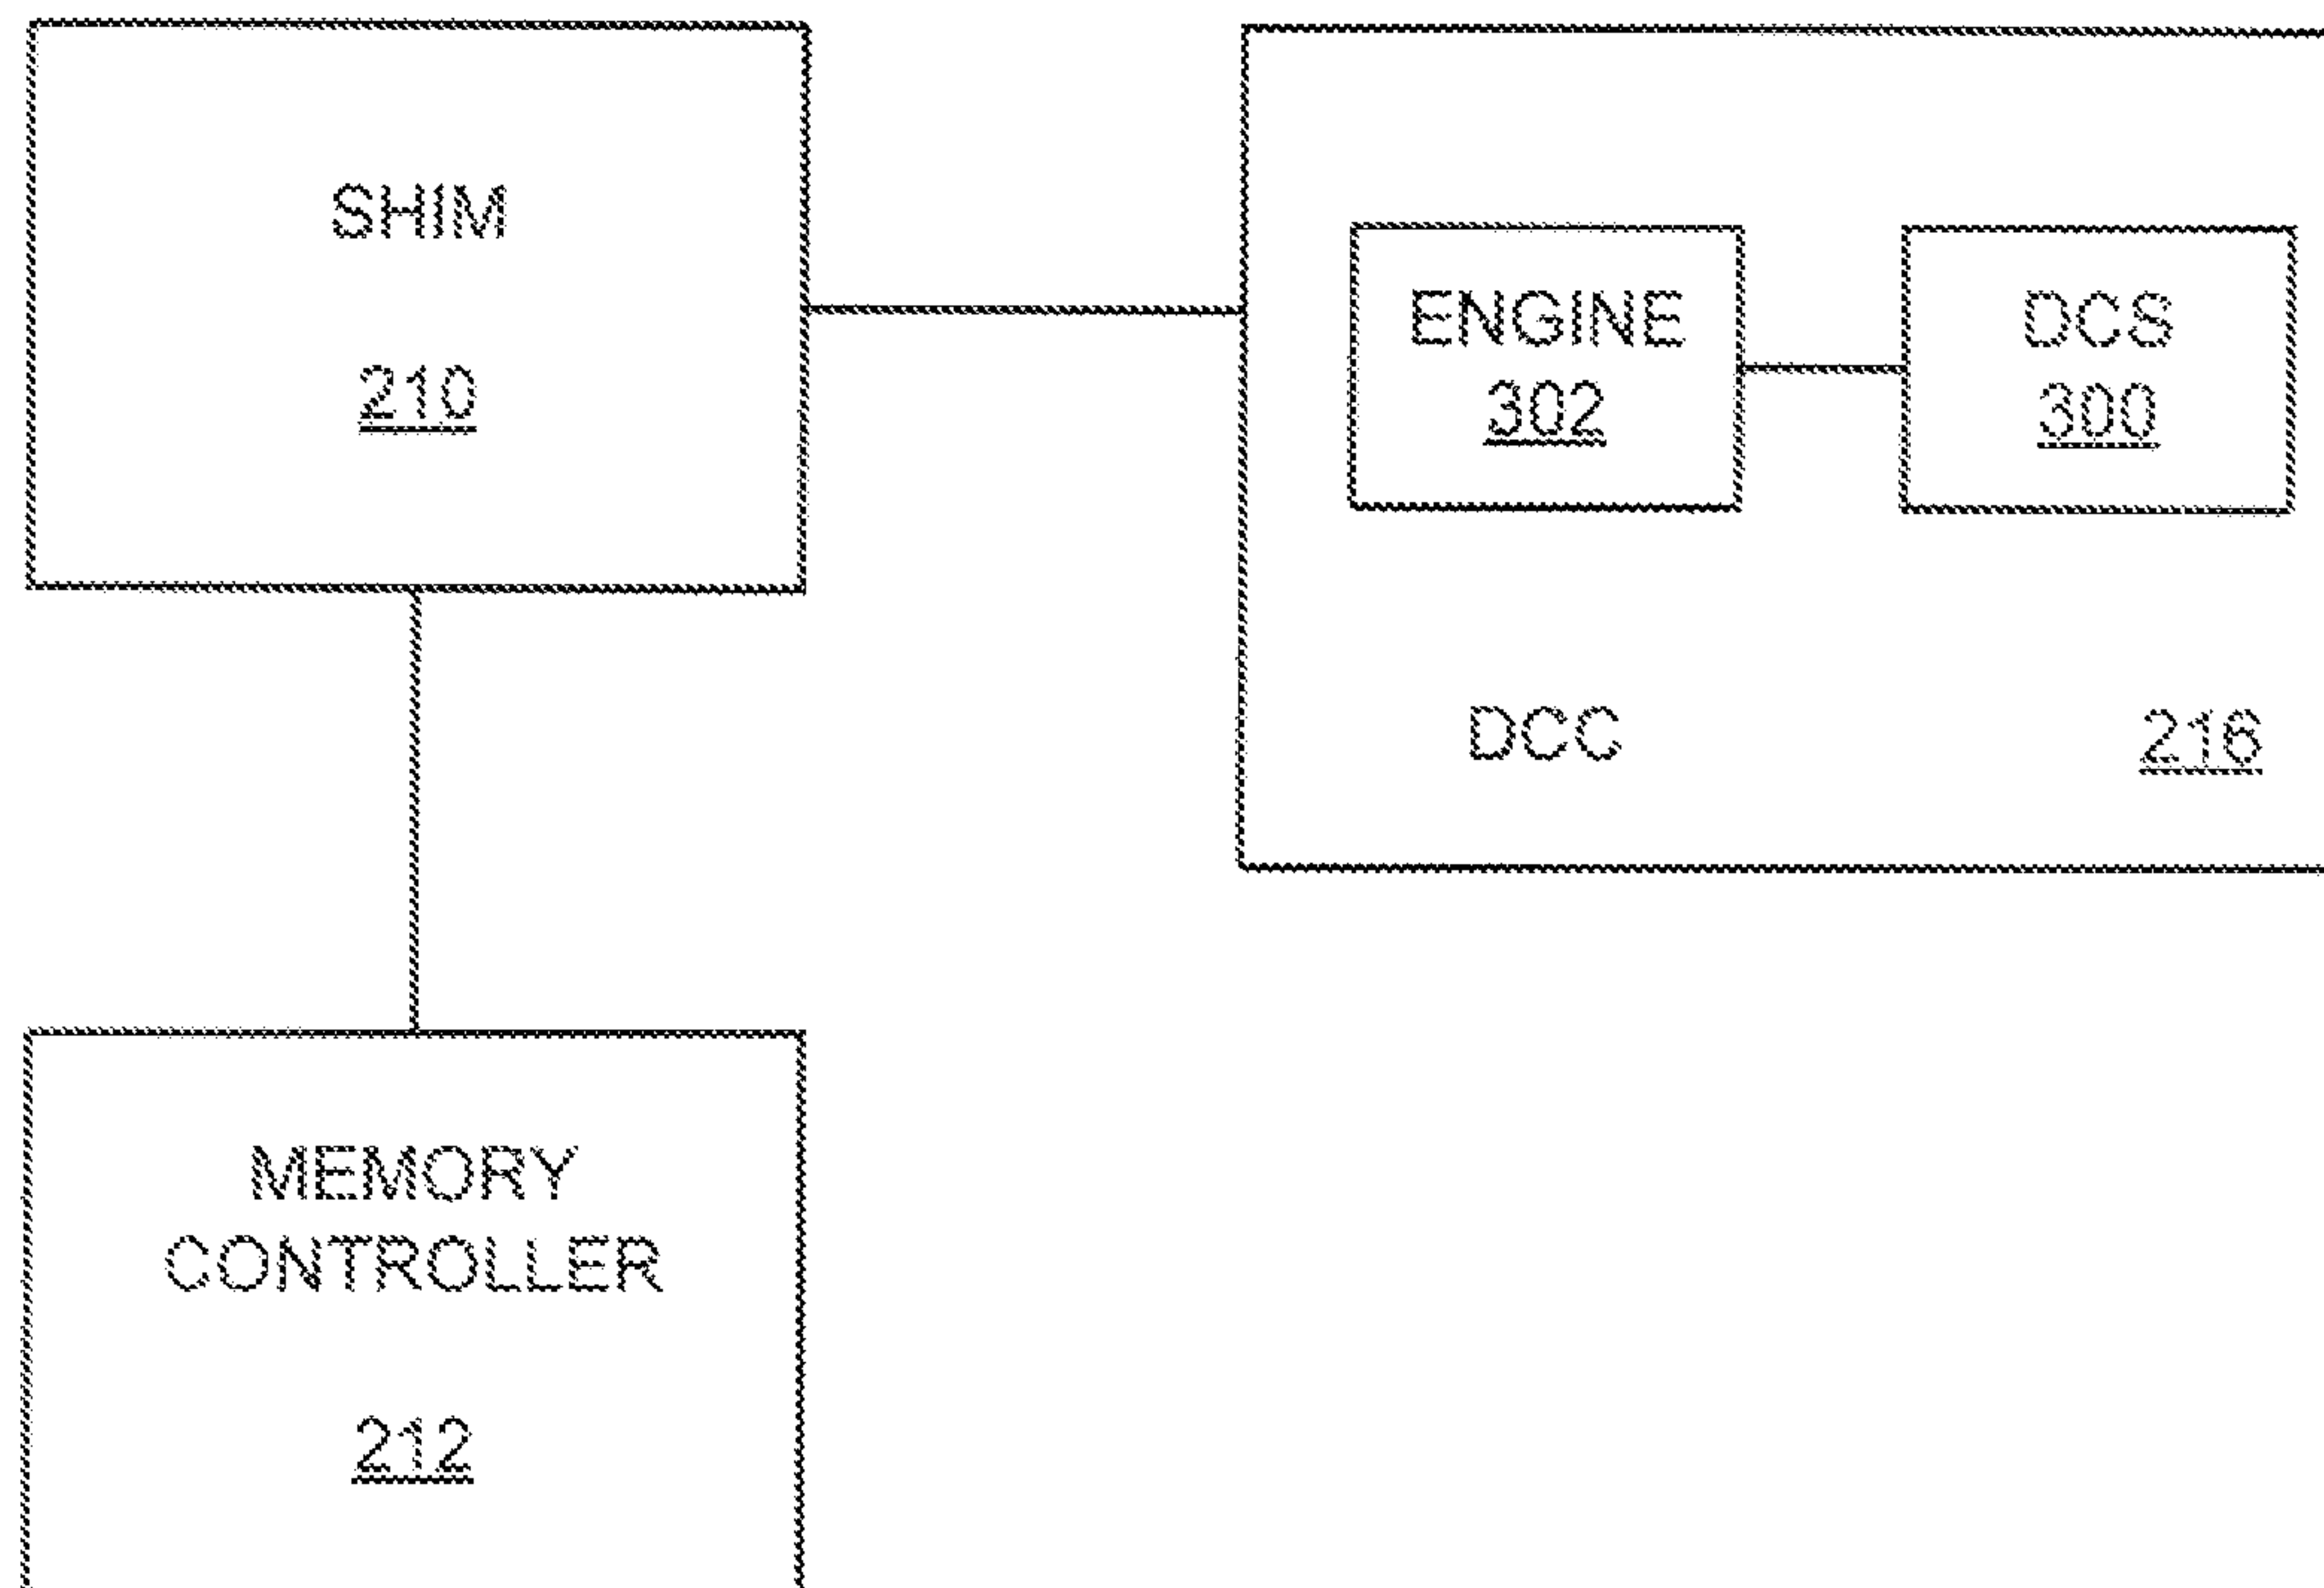 SHIM
210
ENGINE
302
DCS
300
DCC
216
MEMORY
CONTROLLER
212